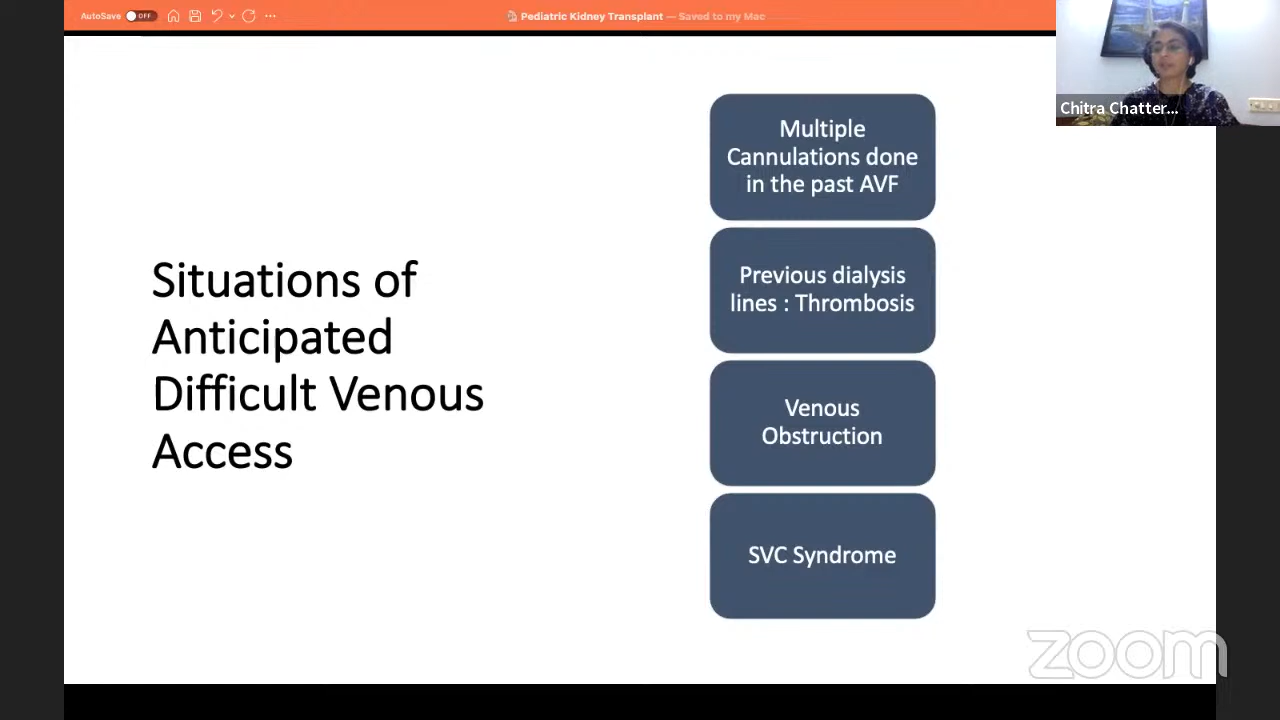 AutoSave OFF
Pediatric Kidney Transplant — Saved to my Mac
Chitra Chatter...
Situations of
Anticipated
Difficult Venous
Access
Multiple
Cannulations done
in the past AVF
Previous dialysis
lines : Thrombosis
Venous
Obstruction
SVC Syndrome
zoom